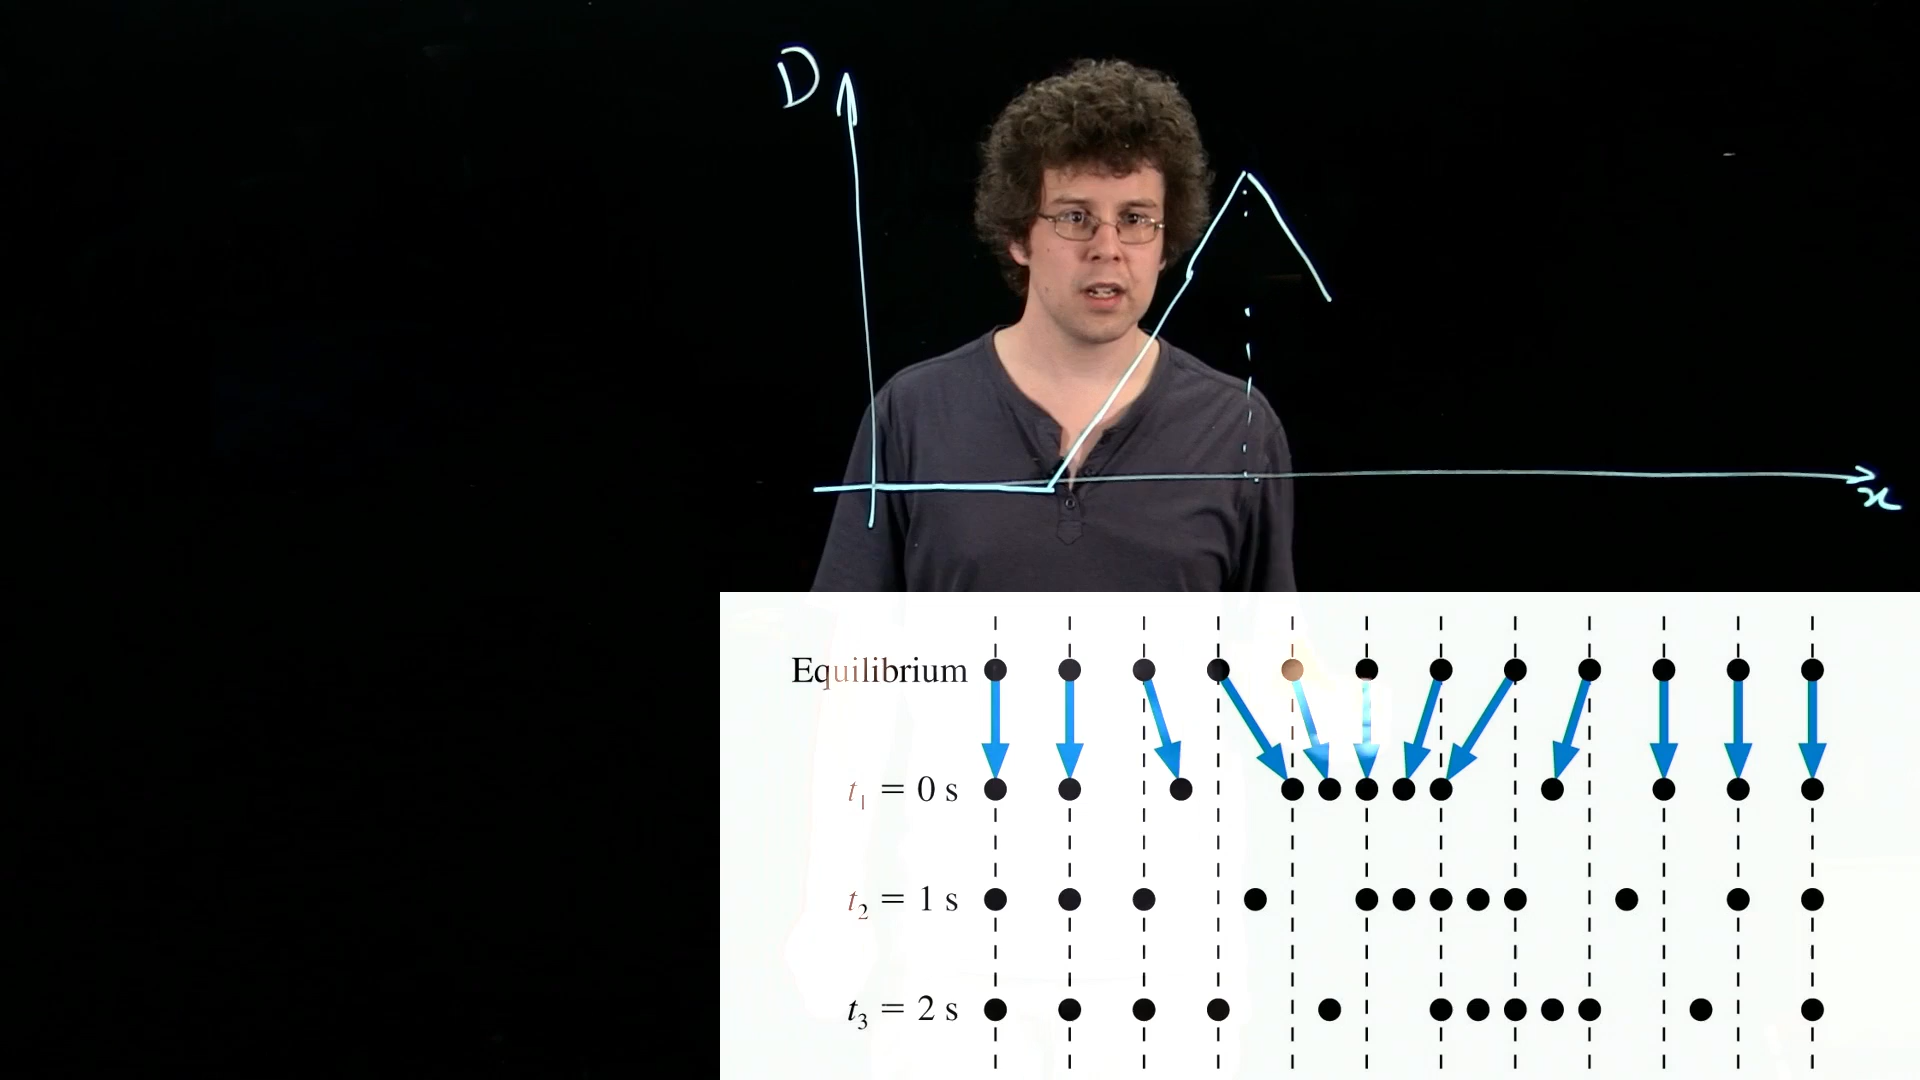 D
x
Equilibrium
t₁ = 0 s
t₂ = 1 s
t₃ = 2 s